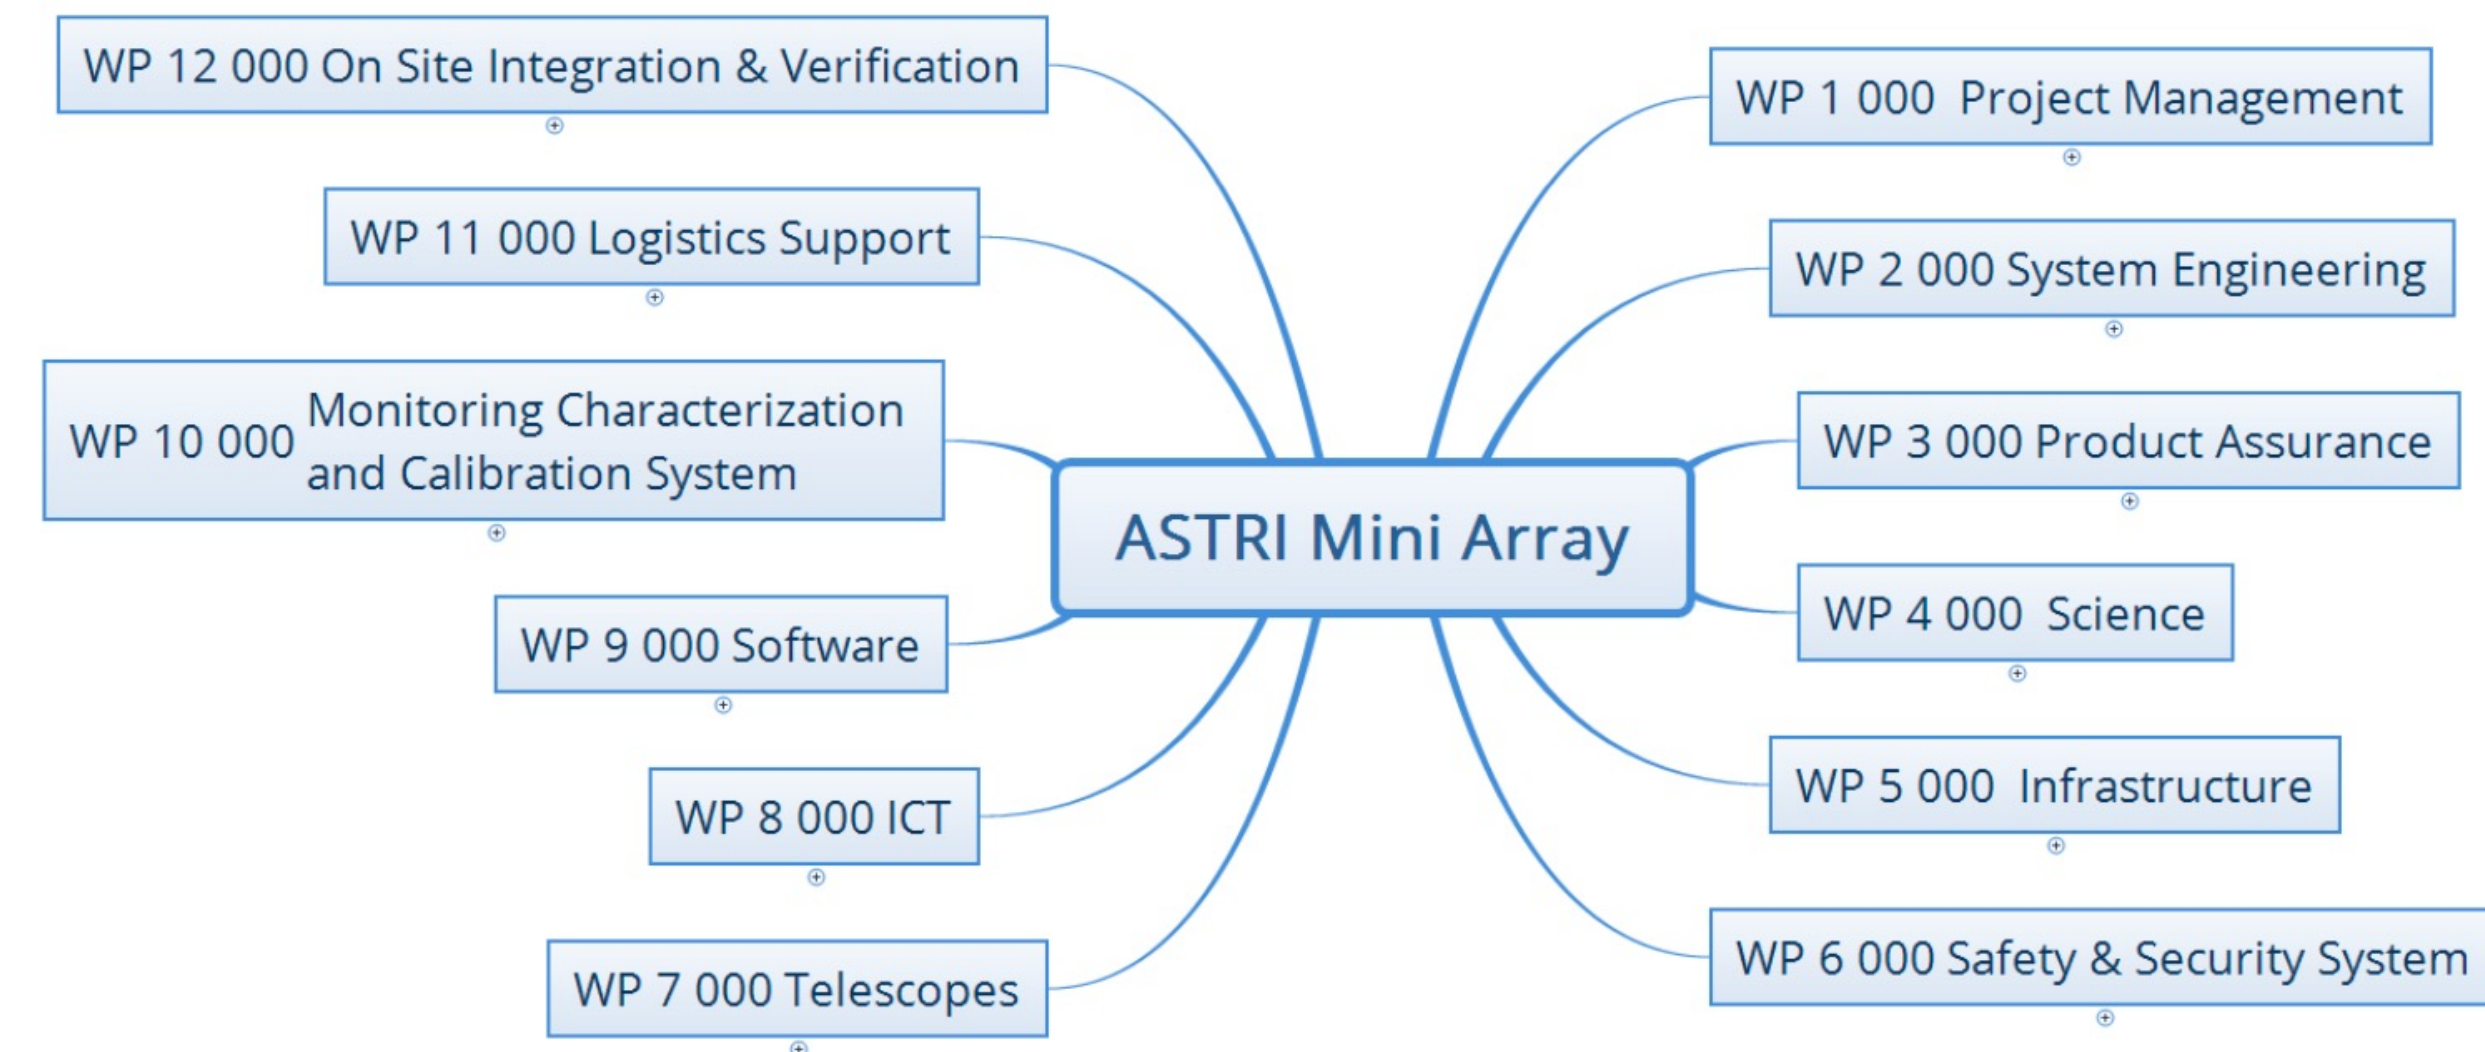 WP 12 000 On Site Integration & Verification
WP 11 000 Logistics Support
WP 10 000
Monitoring Characterization
and Calibration System
WP 9 000 Software
WP 8 000 ICT
WP 7 000 Telescopes
ASTRI Mini Array
WP 1 000 Project Management
WP 2 000 System Engineering
WP 3 000 Product Assurance
WP 4 000 Science
WP 5 000 Infrastructure
WP 6 000 Safety & Security System